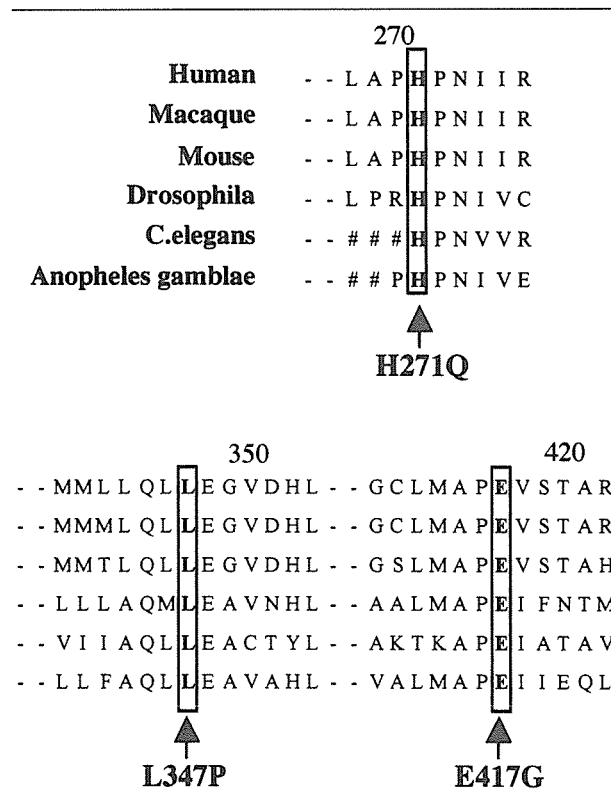 270
Human - - L A P H P N I I R
Macaque - - L A P H P N I I R
Mouse - - L A P H P N I I R
Drosophila - - L P R H P N I V C
C.elegans - - # # # H P N V V R
Anopheles gamblae - - # # P H P N I V E
H271Q
350 420
- - M M L L Q L L E G V D H L - - G C L M A P E V S T A R
- - M M M L Q L L E G V D H L - - G C L M A P E V S T A R
- - M M T L Q L L E G V D H L - - G S L M A P E V S T A H
- - L L L A Q M L E A V N H L - - A A L M A P E I F N T M
- - V I I A Q L L E A C T Y L - - A K T K A P E I A T A V
- - L L F A Q L L E A V A H L - - V A L M A P E I I E Q L
L347P E417G